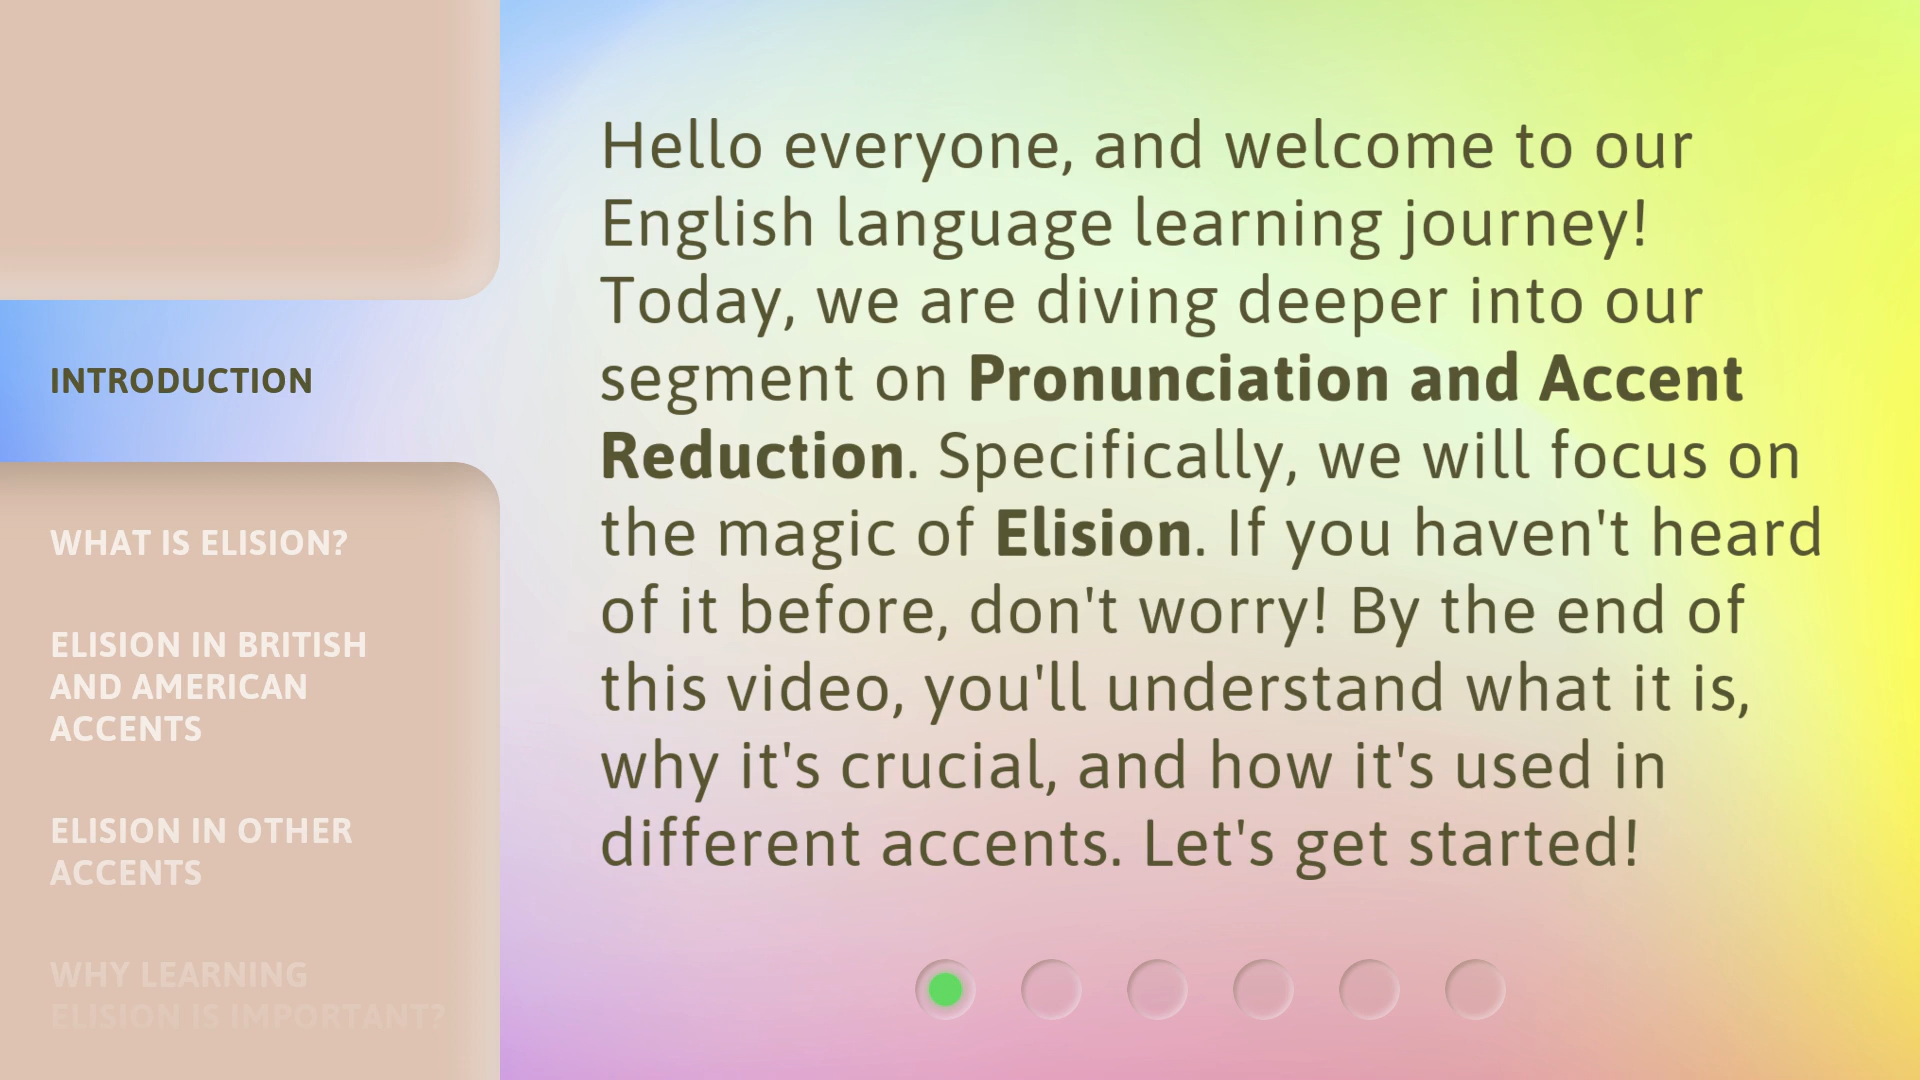 INTRODUCTION
WHAT IS ELISION?
ELISION IN BRITISH
AND AMERICAN
ACCENTS
ELISION IN OTHER
ACCENTS
WHY LEARNING
ELISION IS IMPORTANT?
Hello everyone, and welcome to our
English language learning journey!
Today, we are diving deeper into our
segment on Pronunciation and Accent
Reduction. Specifically, we will focus on
the magic of Elision. If you haven't heard
of it before, don't worry! By the end of
this video, you'll understand what it is,
why it's crucial, and how it's used in
different accents. Let's get started!